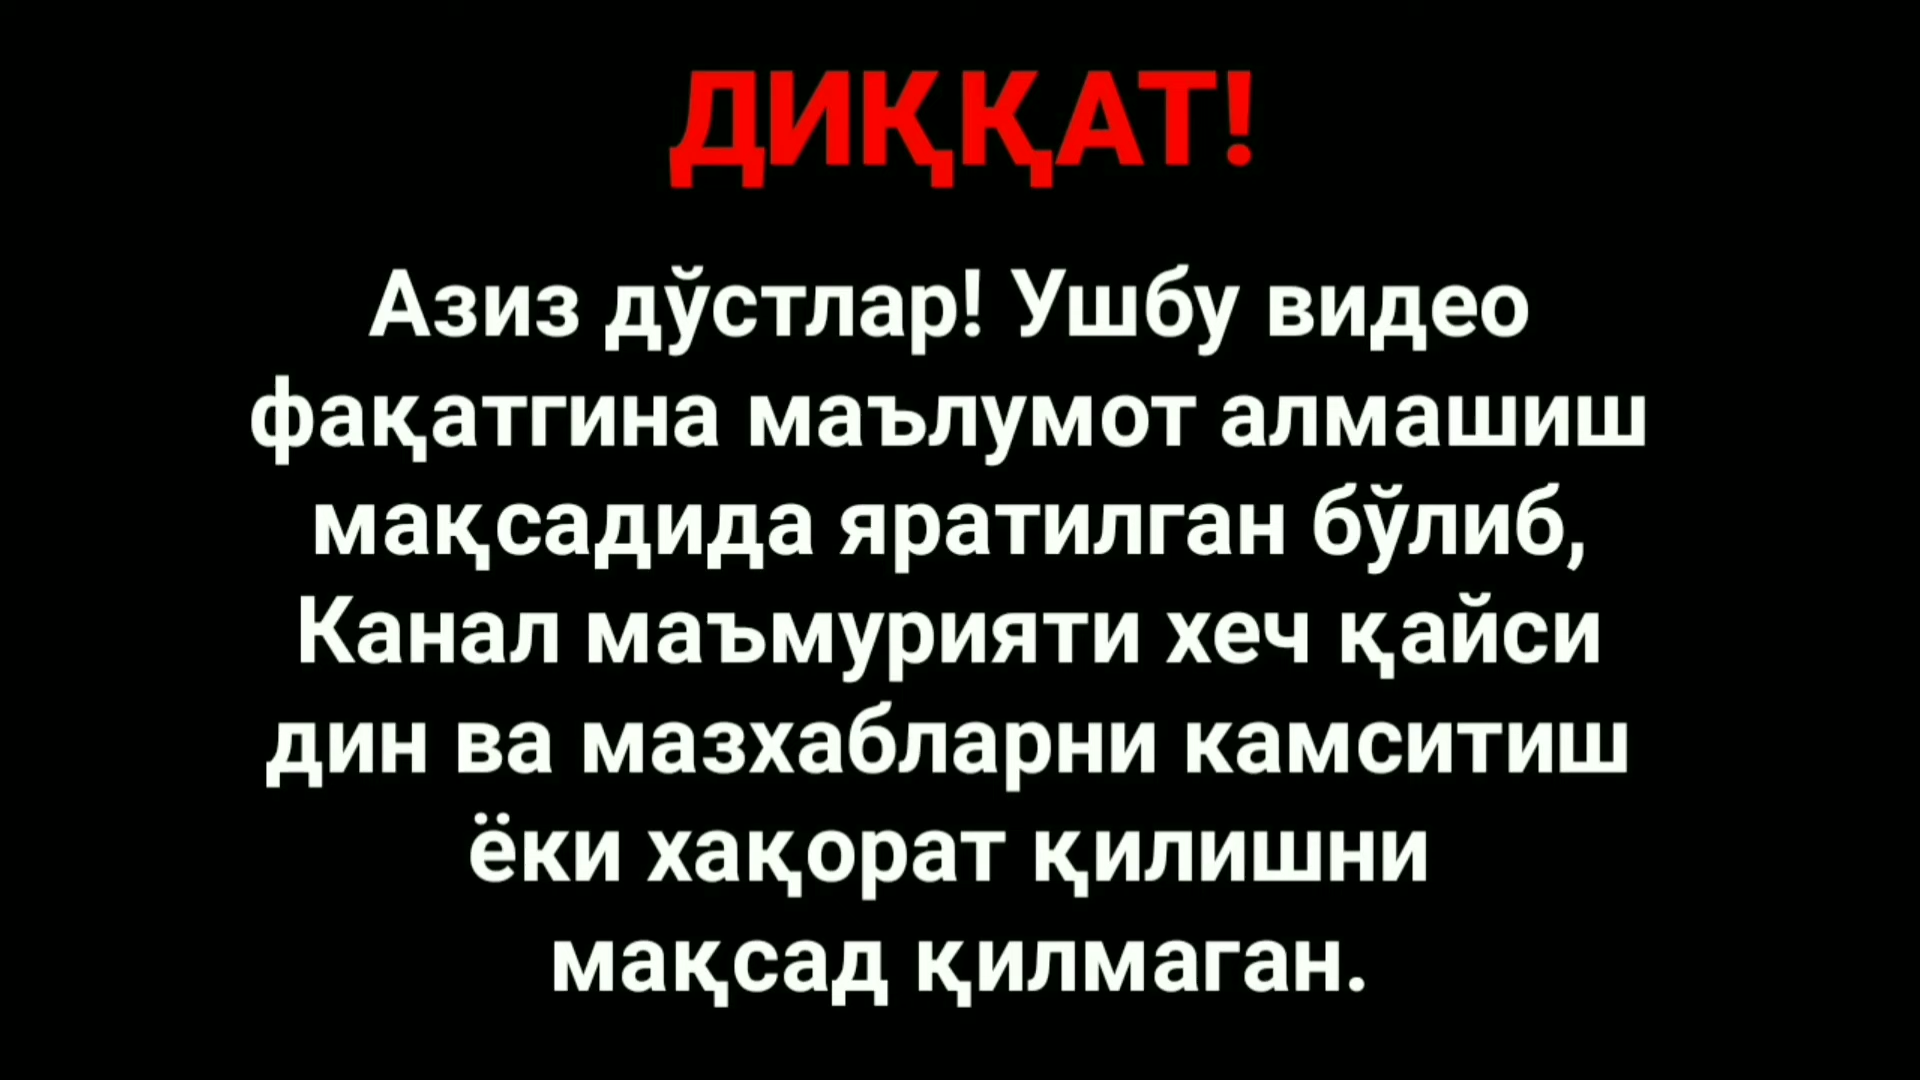 ДИҚҚАТ!
Азиз дўстлар! Ушбу видео
фақатгина маълумот алмашиш
мақсадида яратилган бўлиб,
Канал маъмурияти хеч қайси
дин ва мазхабларни камситиш
ёки хақорат қилишни
мақсад қилмаган.